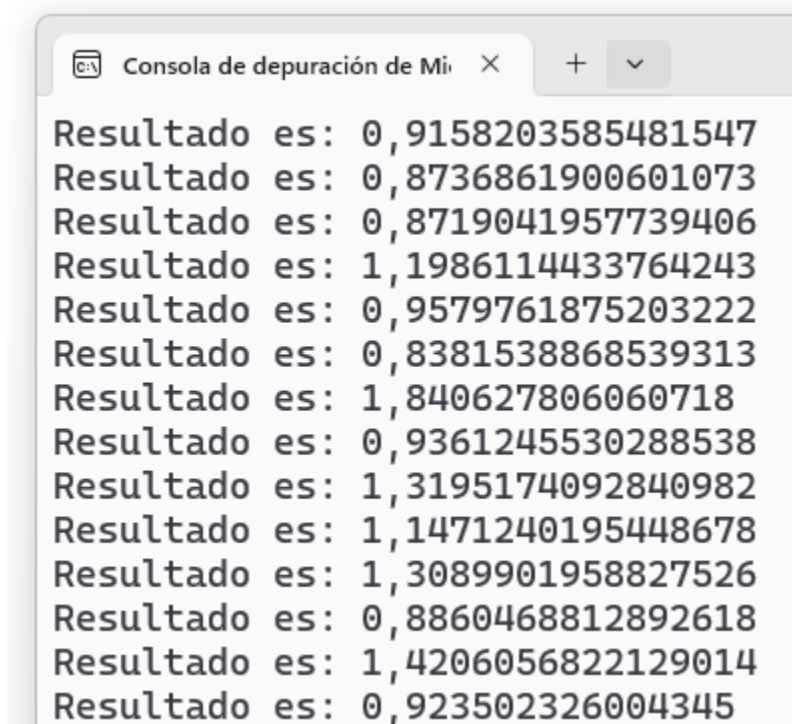 Consola de depuración de Mi
Resultado es: 0,9158203585481547
Resultado es: 0,8736861900601073
Resultado es: 0,8719041957739406
Resultado es: 1,1986114433764243
Resultado es: 0,9579761875203222
Resultado es: 0,8381538868539313
Resultado es: 1,840627806060718
Resultado es: 0,9361245530288538
Resultado es: 1,3195174092840982
Resultado es: 1,1471240195448678
Resultado es: 1,3089901958827526
Resultado es: 0,8860468812892618
Resultado es: 1,4206056822129014
Resultado es: 0,923502326004345